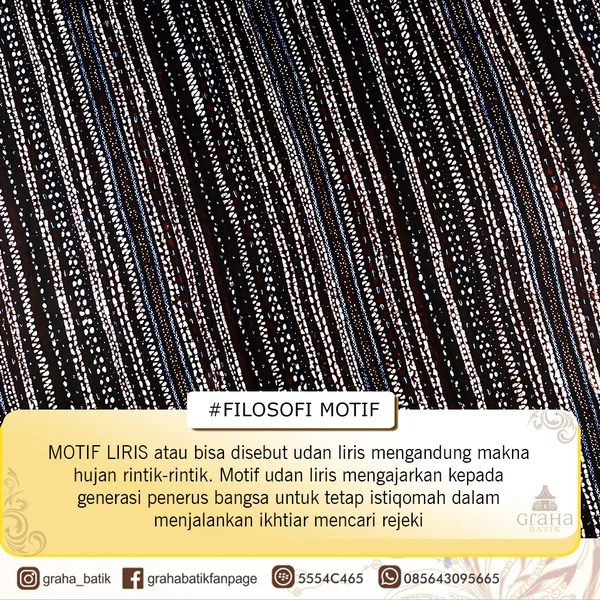 #FILOSOFI MOTIF
MOTIF LIRIS atau bisa disebut udan liris mengandung makna
hujan rintik-rintik. Motif udan liris mengajarkan kepada
generasi penerus bangsa untuk tetap istiqomah dalam
menjalankan ikhtiar mencari rejeki
GRAHA
BATIK
graha_batik grahabatikfanpage 5554C465 085643095665